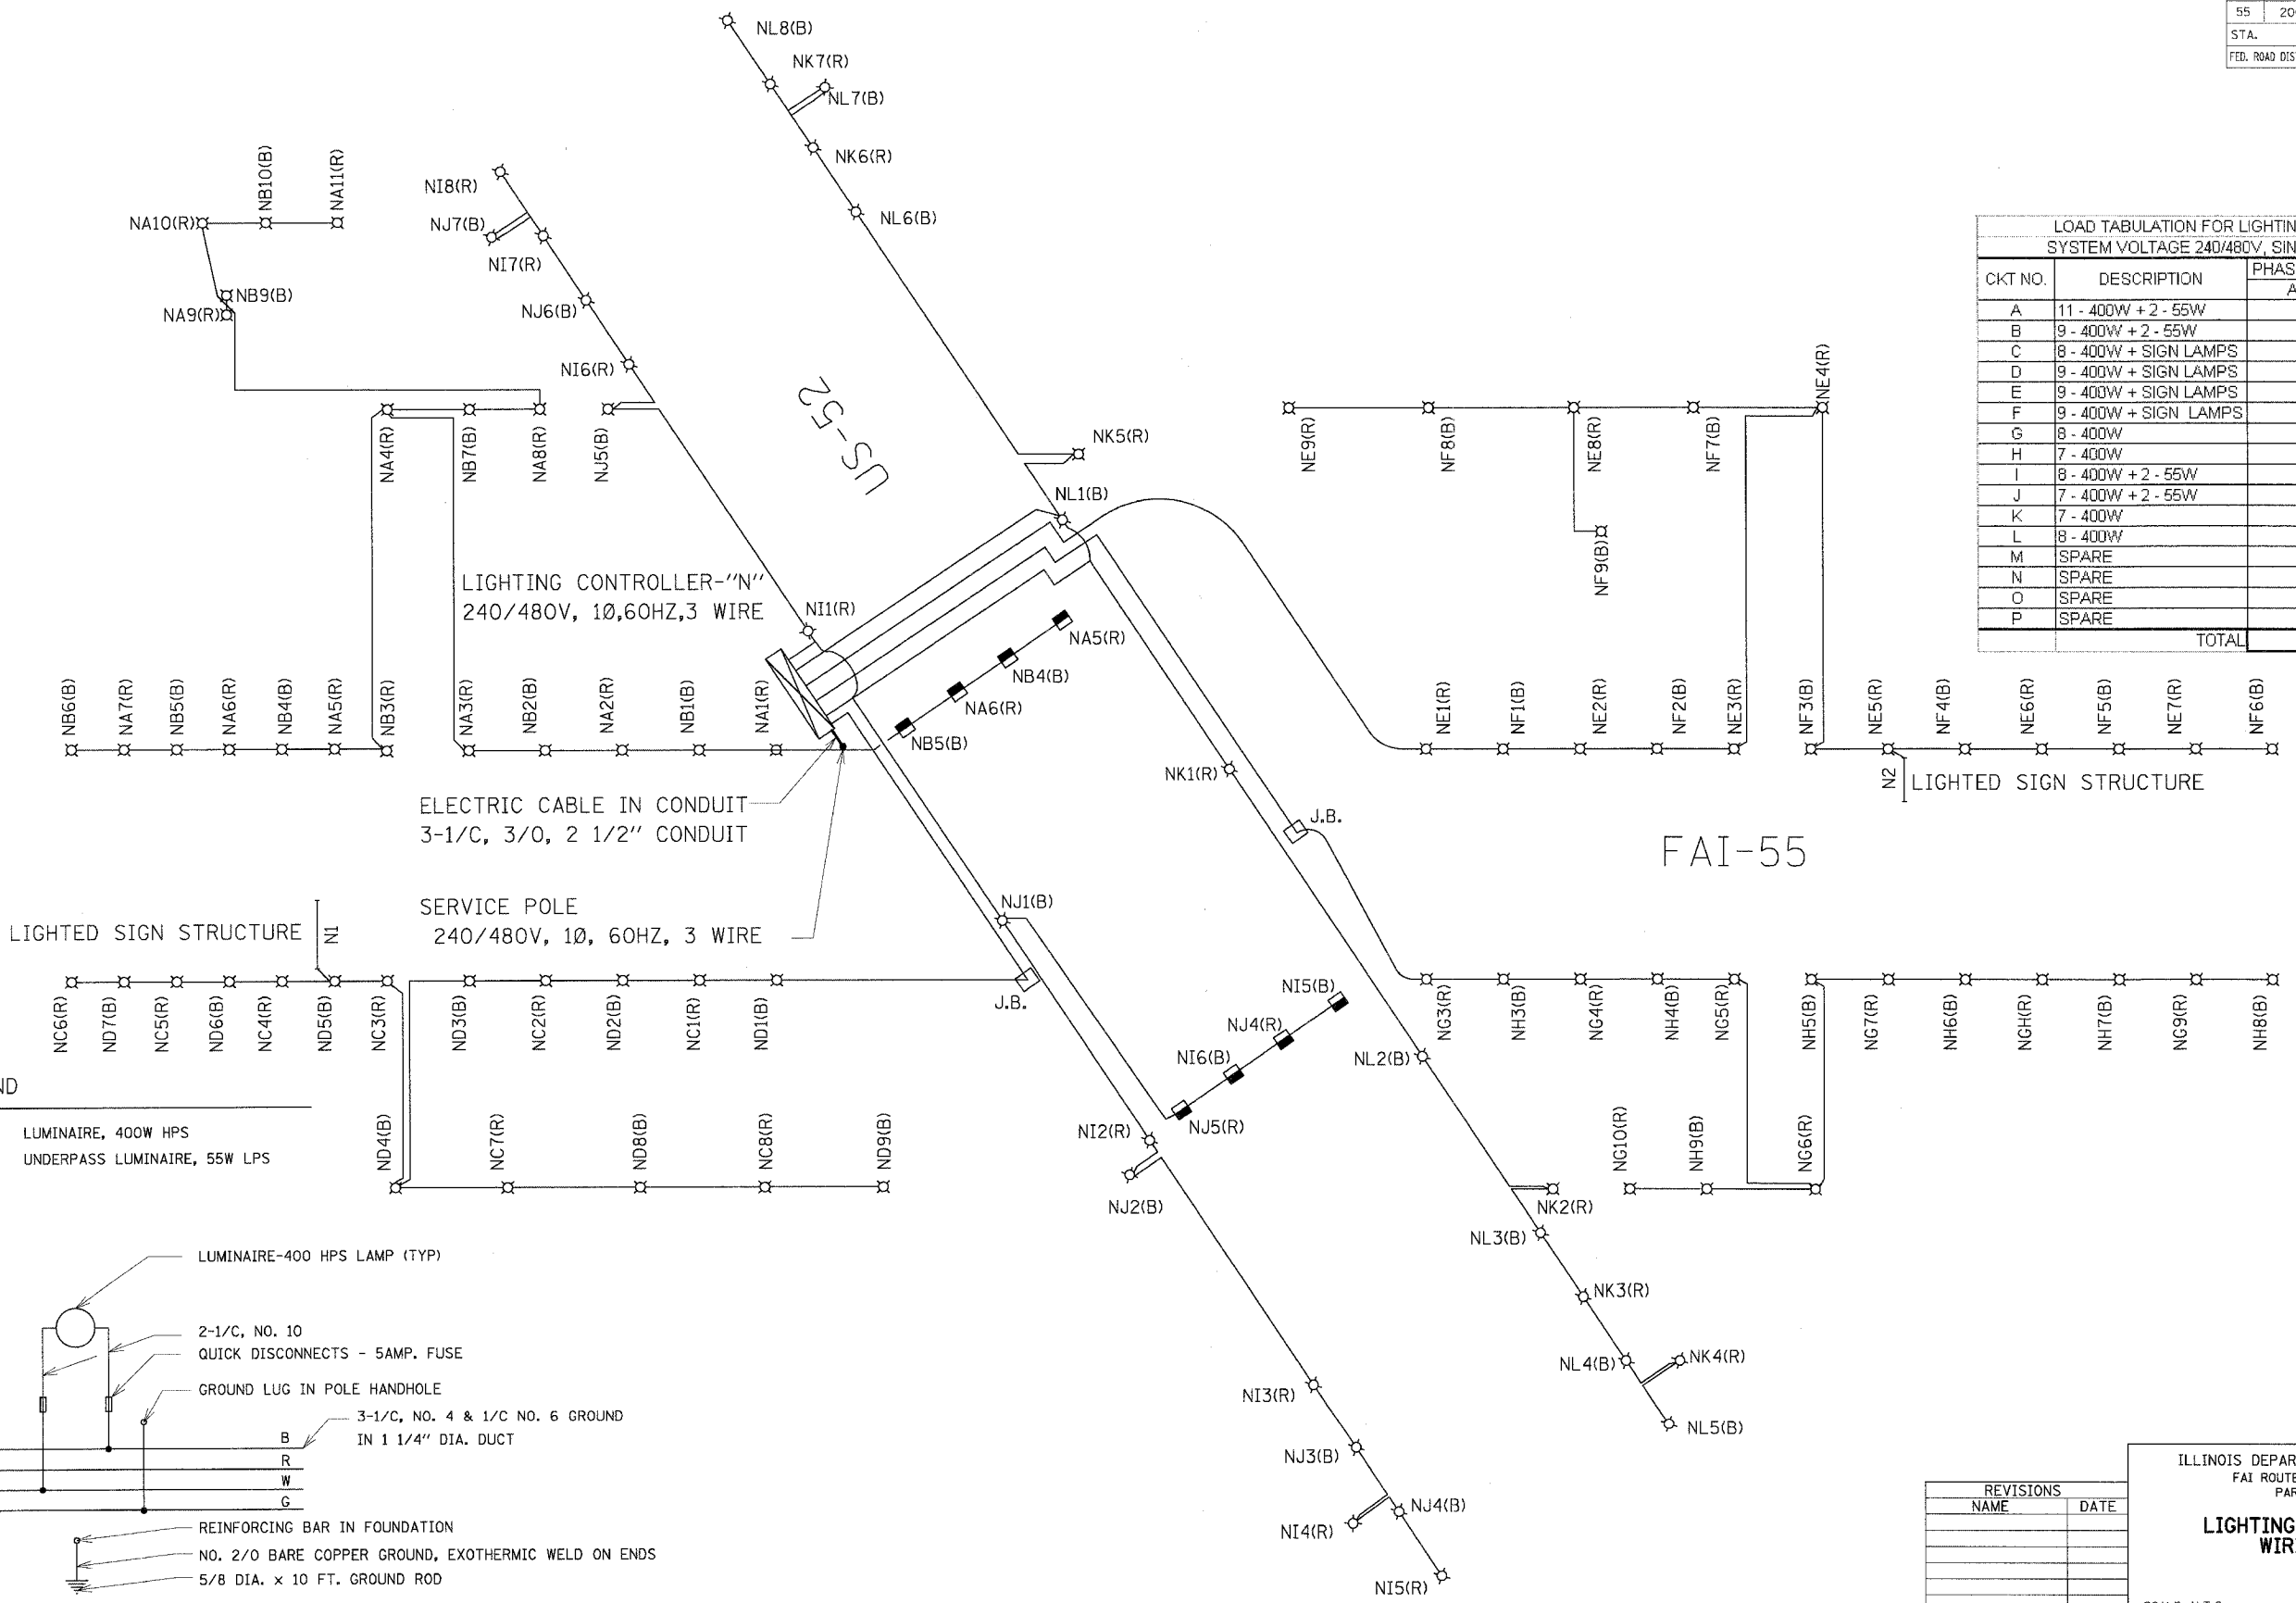 55 20
STA.
FED. ROAD DIS
NL8(B)
NK7(R)
NL7(B)
NK6(R)
NL6(B)
NB10(B)
NA11(R)
NA10(R)
NB9(B)
NA9(R)
NI8(R)
NJ7(B)
NI7(R)
NJ6(B)
NI6(R)
NA4(R)
NB7(B)
NA8(R)
NJ5(B)
US-52
NK5(R)
NL1(B)
NE4(R)
NE9(R)
NF8(B)
NE8(R)
NF7(B)
NF9(B)
LOAD TABULATION FOR LIGHTIN
SYSTEM VOLTAGE 240/480V, SIN
CKT NO. DESCRIPTION PHAS
A
A 11 - 400W + 2 - 55W
B 9 - 400W + 2 - 55W
C 8 - 400W + SIGN LAMPS
D 9 - 400W + SIGN LAMPS
E 9 - 400W + SIGN LAMPS
F 9 - 400W + SIGN LAMPS
G 8 - 400W
H 7 - 400W
I 8 - 400W + 2 - 55W
J 7 - 400W + 2 - 55W
K 7 - 400W
L 8 - 400W
M SPARE
N SPARE
O SPARE
P SPARE
TOTAL
LIGHTING CONTROLLER-"N"
240/480V, 1Ø,60HZ,3 WIRE
NI1(R)
NA5(R)
NB4(B)
NA6(R)
NB5(B)
NB6(B)
NA7(R)
NB5(B)
NA6(R)
NB4(B)
NA5(R)
NB3(R)
NA3(R)
NB2(B)
NA2(R)
NB1(B)
NA1(R)
NE1(R)
NF1(B)
NE2(R)
NF2(B)
NE3(R)
NF3(B)
NE5(R)
NF4(B)
NE6(R)
NF5(B)
NE7(R)
NF6(B)
NK1(R)
N2
LIGHTED SIGN STRUCTURE
ELECTRIC CABLE IN CONDUIT
3-1/C, 3/0, 2 1/2" CONDUIT
J.B.
FAI-55
SERVICE POLE
240/480V, 1Ø, 60HZ, 3 WIRE
NJ1(B)
LIGHTED SIGN STRUCTURE
N1
J.B.
NC6(R)
ND7(B)
NC5(R)
ND6(B)
NC4(R)
ND5(B)
NC3(R)
ND3(B)
NC2(R)
ND2(B)
NC1(R)
ND1(B)
NI5(B)
NJ4(R)
NI6(B)
NJ5(R)
NL2(B)
NG3(R)
NH3(B)
NG4(R)
NH4(B)
NG5(R)
NH5(B)
NG7(R)
NH6(B)
NGH(R)
NH7(B)
NG9(R)
NH8(B)
ND
LUMINAIRE, 400W HPS
UNDERPASS LUMINAIRE, 55W LPS
ND4(B)
NC7(R)
ND8(B)
NC8(R)
ND9(B)
NI2(R)
NJ2(B)
NG10(R)
NH9(B)
NG6(R)
NK2(R)
NL3(B)
NK3(R)
NL4(B)
NK4(R)
NL5(B)
NI3(R)
NJ3(B)
NJ4(B)
NI4(R)
NI5(R)
LUMINAIRE-400 HPS LAMP (TYP)
2-1/C, NO. 10
QUICK DISCONNECTS - 5AMP. FUSE
GROUND LUG IN POLE HANDHOLE
3-1/C, NO. 4 & 1/C NO. 6 GROUND
IN 1 1/4" DIA. DUCT
B
R
W
G
REINFORCING BAR IN FOUNDATION
NO. 2/0 BARE COPPER GROUND, EXOTHERMIC WELD ON ENDS
5/8 DIA. x 10 FT. GROUND ROD
REVISIONS
NAME DATE
ILLINOIS DEPAR
FAI ROUTE
PAR
LIGHTING
WIR